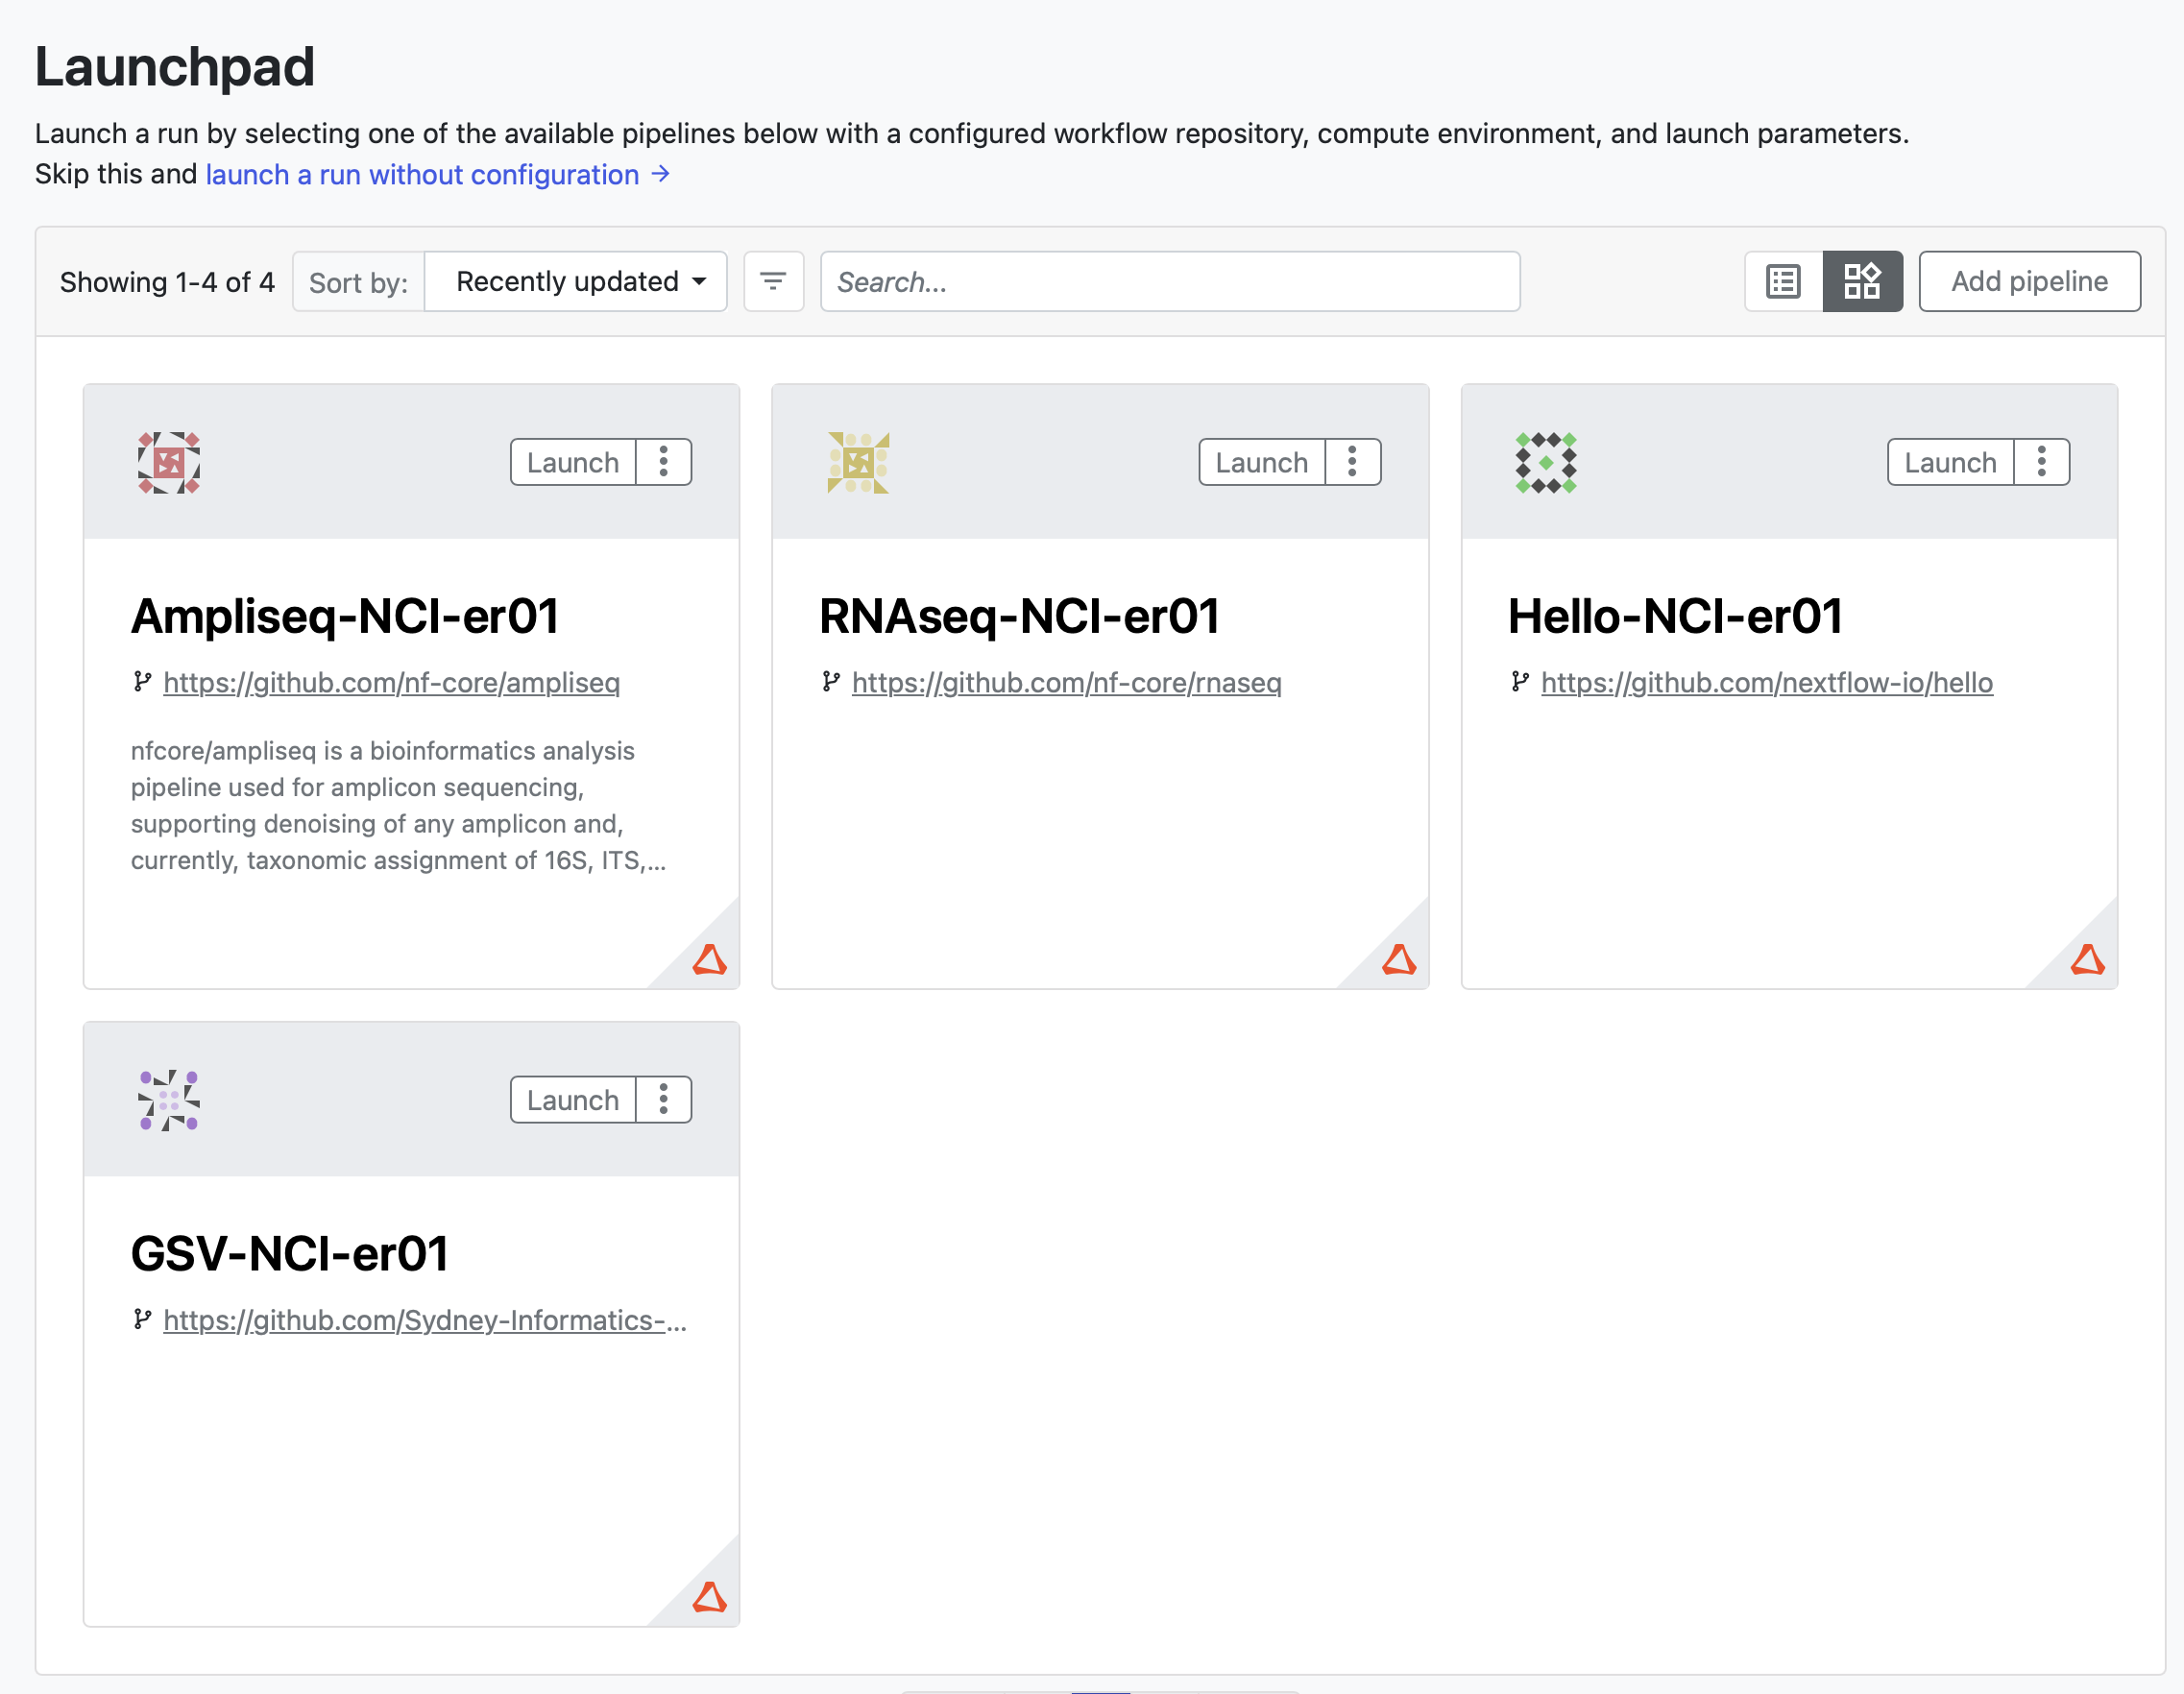 Launchpad
Launch a run by selecting one of the available pipelines below with a configured workflow repository, compute environment, and launch parameters.
Skip this and launch a run without configuration →
Showing 1-4 of 4
Sort by:
Recently updated
Search...
Add pipeline
Launch
Ampliseq-NCI-er01
https://github.com/nf-core/ampliseq
nfcore/ampliseq is a bioinformatics analysis
pipeline used for amplicon sequencing,
supporting denoising of any amplicon and,
currently, taxonomic assignment of 16S, ITS,...
Launch
RNAseq-NCI-er01
https://github.com/nf-core/rnaseq
Launch
Hello-NCI-er01
https://github.com/nextflow-io/hello
Launch
GSV-NCI-er01
https://github.com/Sydney-Informatics-...